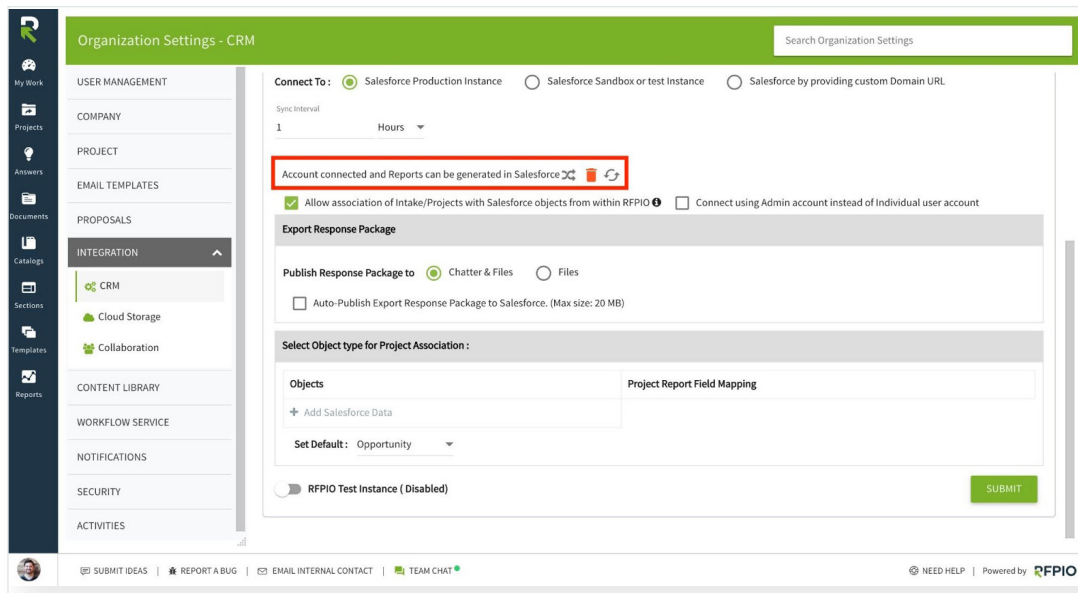 Organization Settings - CRM
Search Organization Settings
My Work
Projects
Answers
Documents
Catalogs
Sections
Templates
Reports
USER MANAGEMENT
COMPANY
PROJECT
EMAIL TEMPLATES
PROPOSALS
INTEGRATION
CRM
Cloud Storage
Collaboration
CONTENT LIBRARY
WORKFLOW SERVICE
NOTIFICATIONS
SECURITY
ACTIVITIES
Connect To : Salesforce Production Instance Salesforce Sandbox or test Instance Salesforce by providing custom Domain URL
Sync Interval
1 Hours
Account connected and Reports can be generated in Salesforce
Allow association of Intake/Projects with Salesforce objects from within RFPIO Connect using Admin account instead of Individual user account
Export Response Package
Publish Response Package to Chatter & Files Files
Auto-Publish Export Response Package to Salesforce. (Max size: 20 MB)
Select Object type for Project Association :
Objects Project Report Field Mapping
+ Add Salesforce Data
Set Default : Opportunity
RFPIO Test Instance ( Disabled)
SUBMIT
SUBMIT IDEAS | REPORT A BUG | EMAIL INTERNAL CONTACT | TEAM CHAT
NEED HELP | Powered by RFPIO